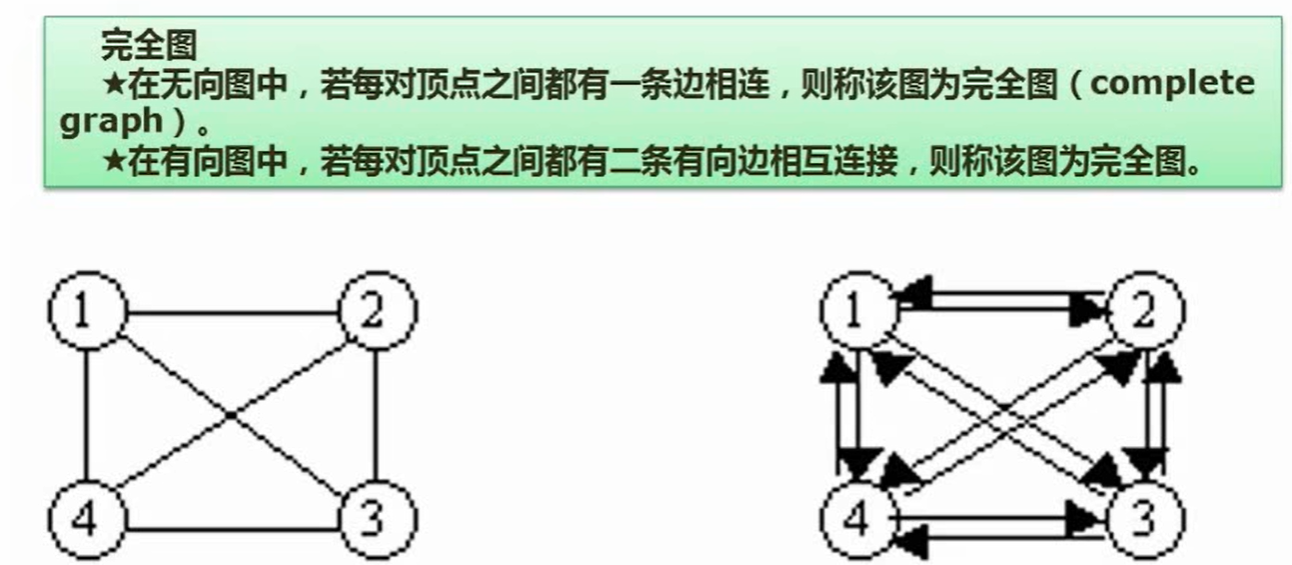 完全图
★在无向图中，若每对顶点之间都有一条边相连，则称该图为完全图（complete
graph）。
★在有向图中，若每对顶点之间都有二条有向边相互连接，则称该图为完全图。
1 2 1 2
4 3 4 3